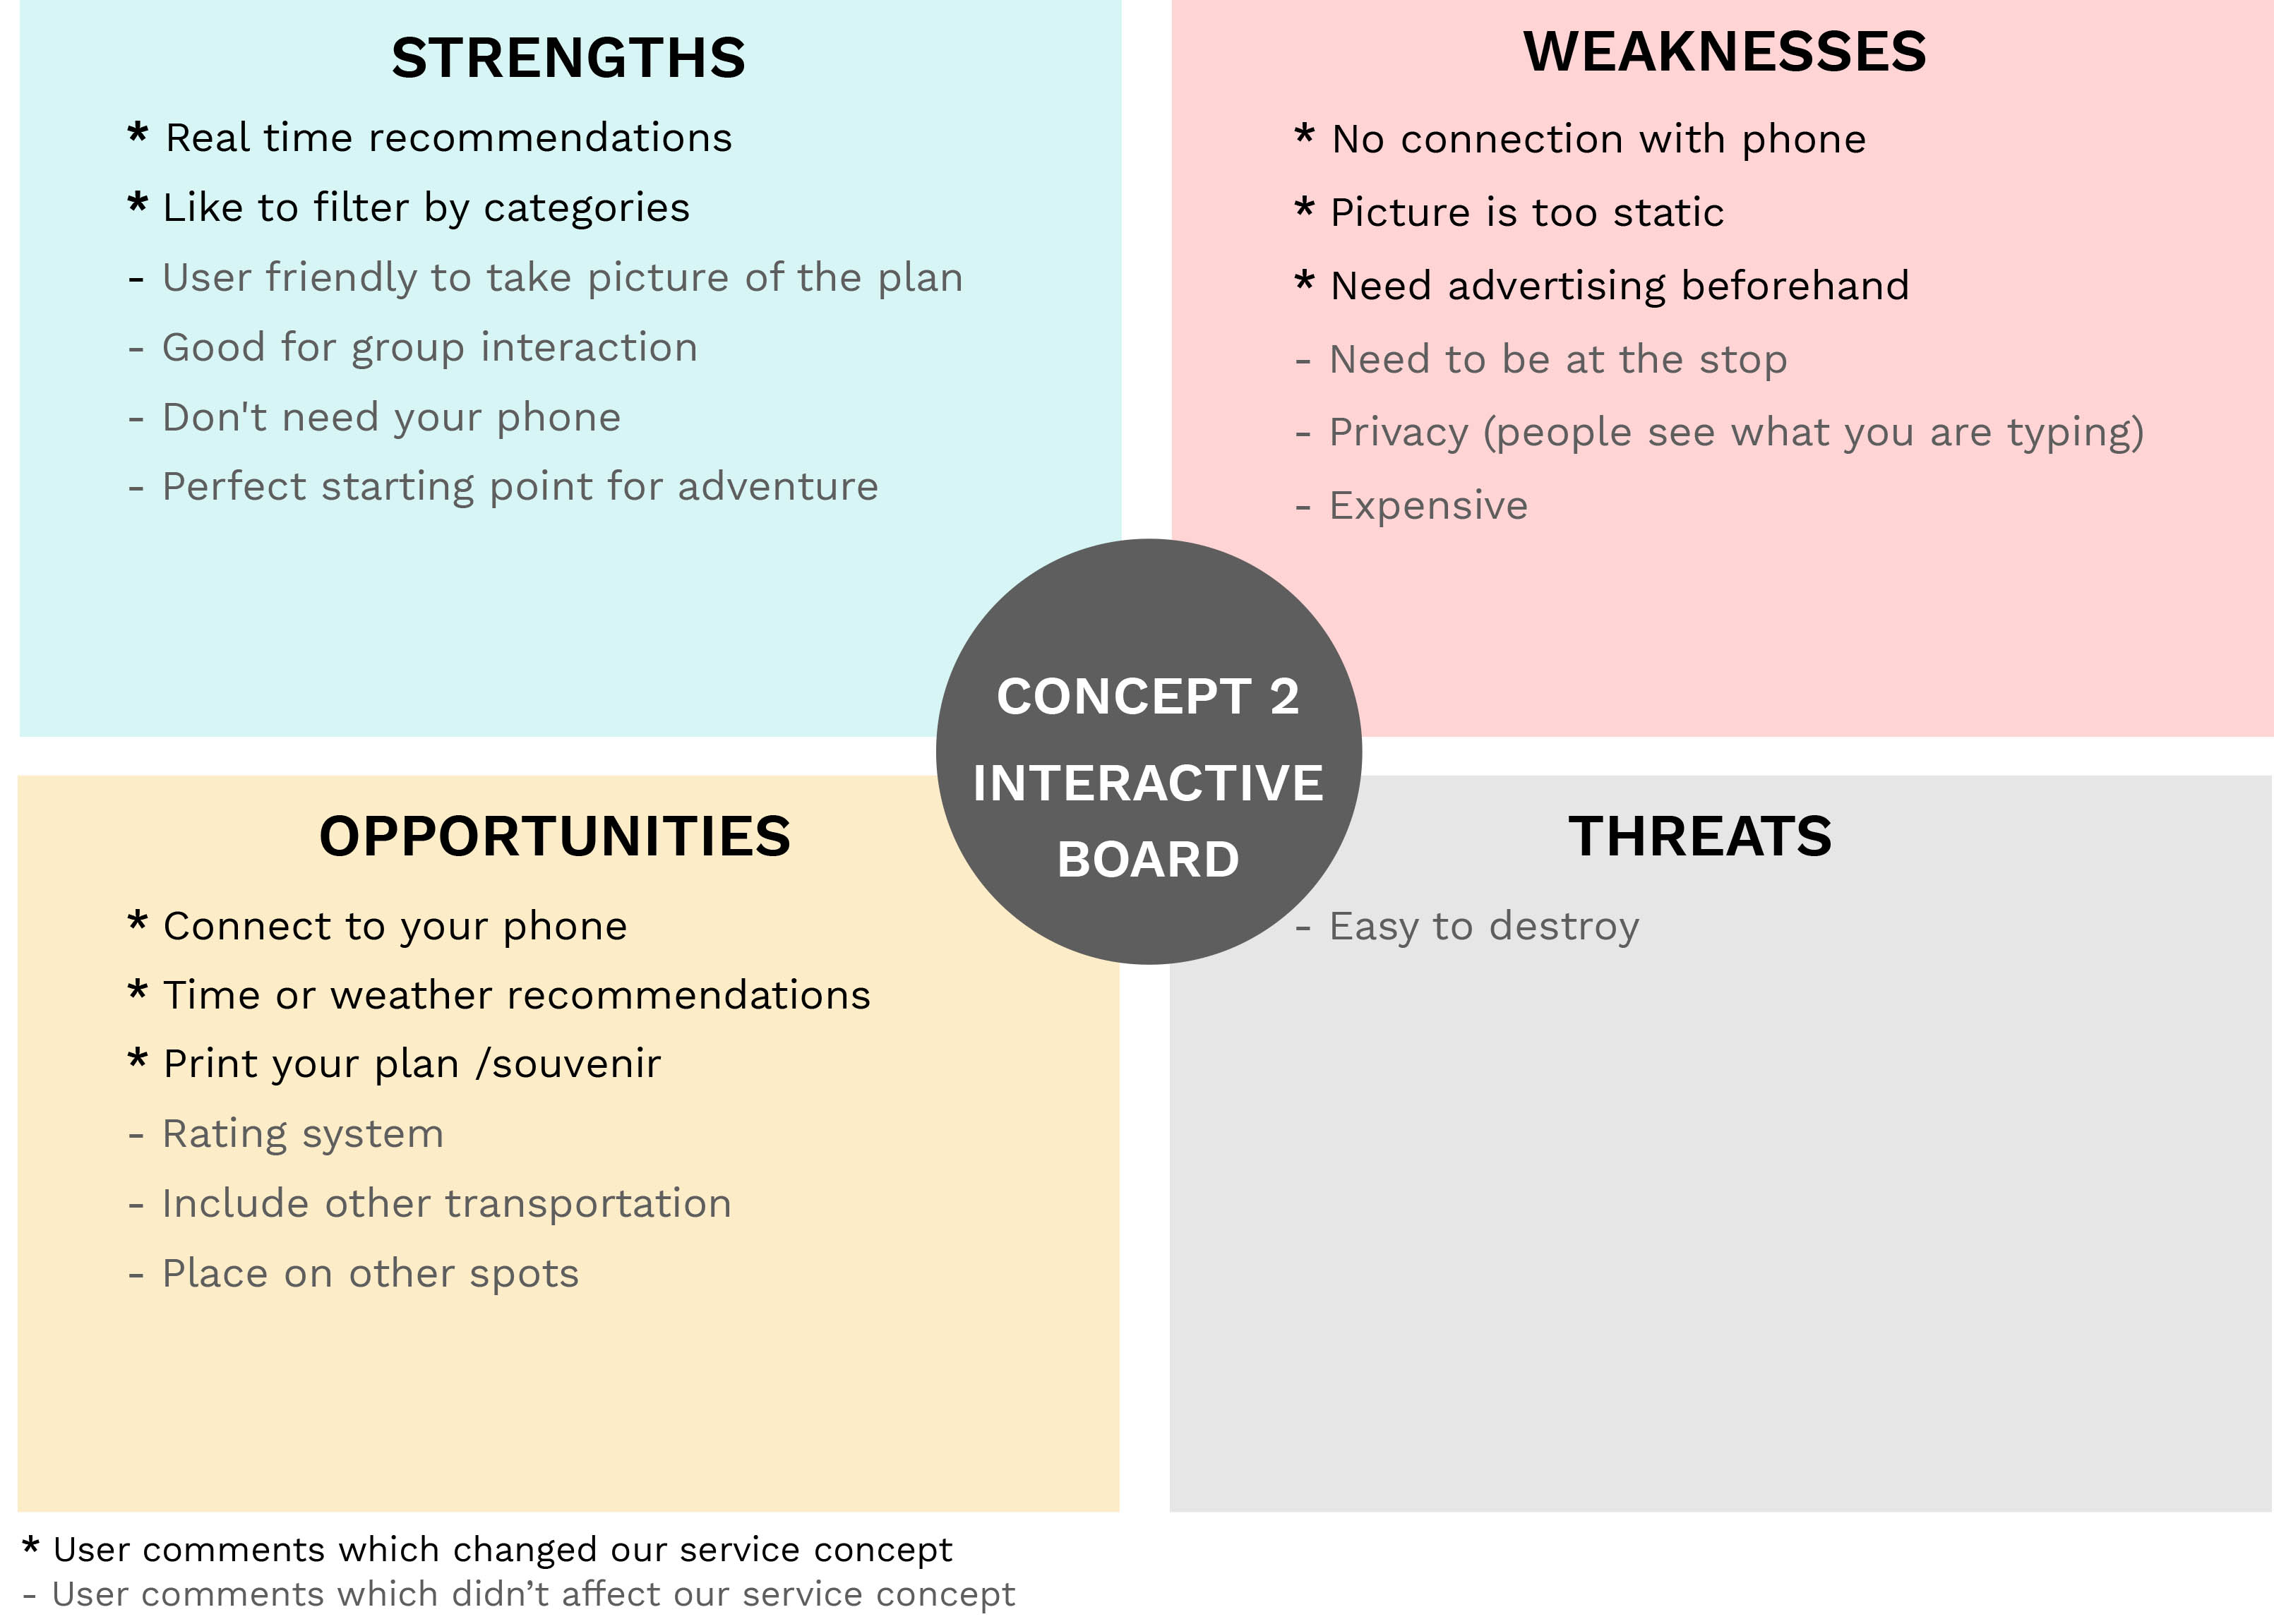 STRENGTHS
* Real time recommendations
* Like to filter by categories
- User friendly to take picture of the plan
- Good for group interaction
- Don't need your phone
- Perfect starting point for adventure
WEAKNESSES
* No connection with phone
* Picture is too static
* Need advertising beforehand
- Need to be at the stop
- Privacy (people see what you are typing)
- Expensive
CONCEPT 2
INTERACTIVE
BOARD
OPPORTUNITIES
* Connect to your phone
* Time or weather recommendations
* Print your plan /souvenir
- Rating system
- Include other transportation
- Place on other spots
THREATS
- Easy to destroy
* User comments which changed our service concept
- User comments which didn’t affect our service concept